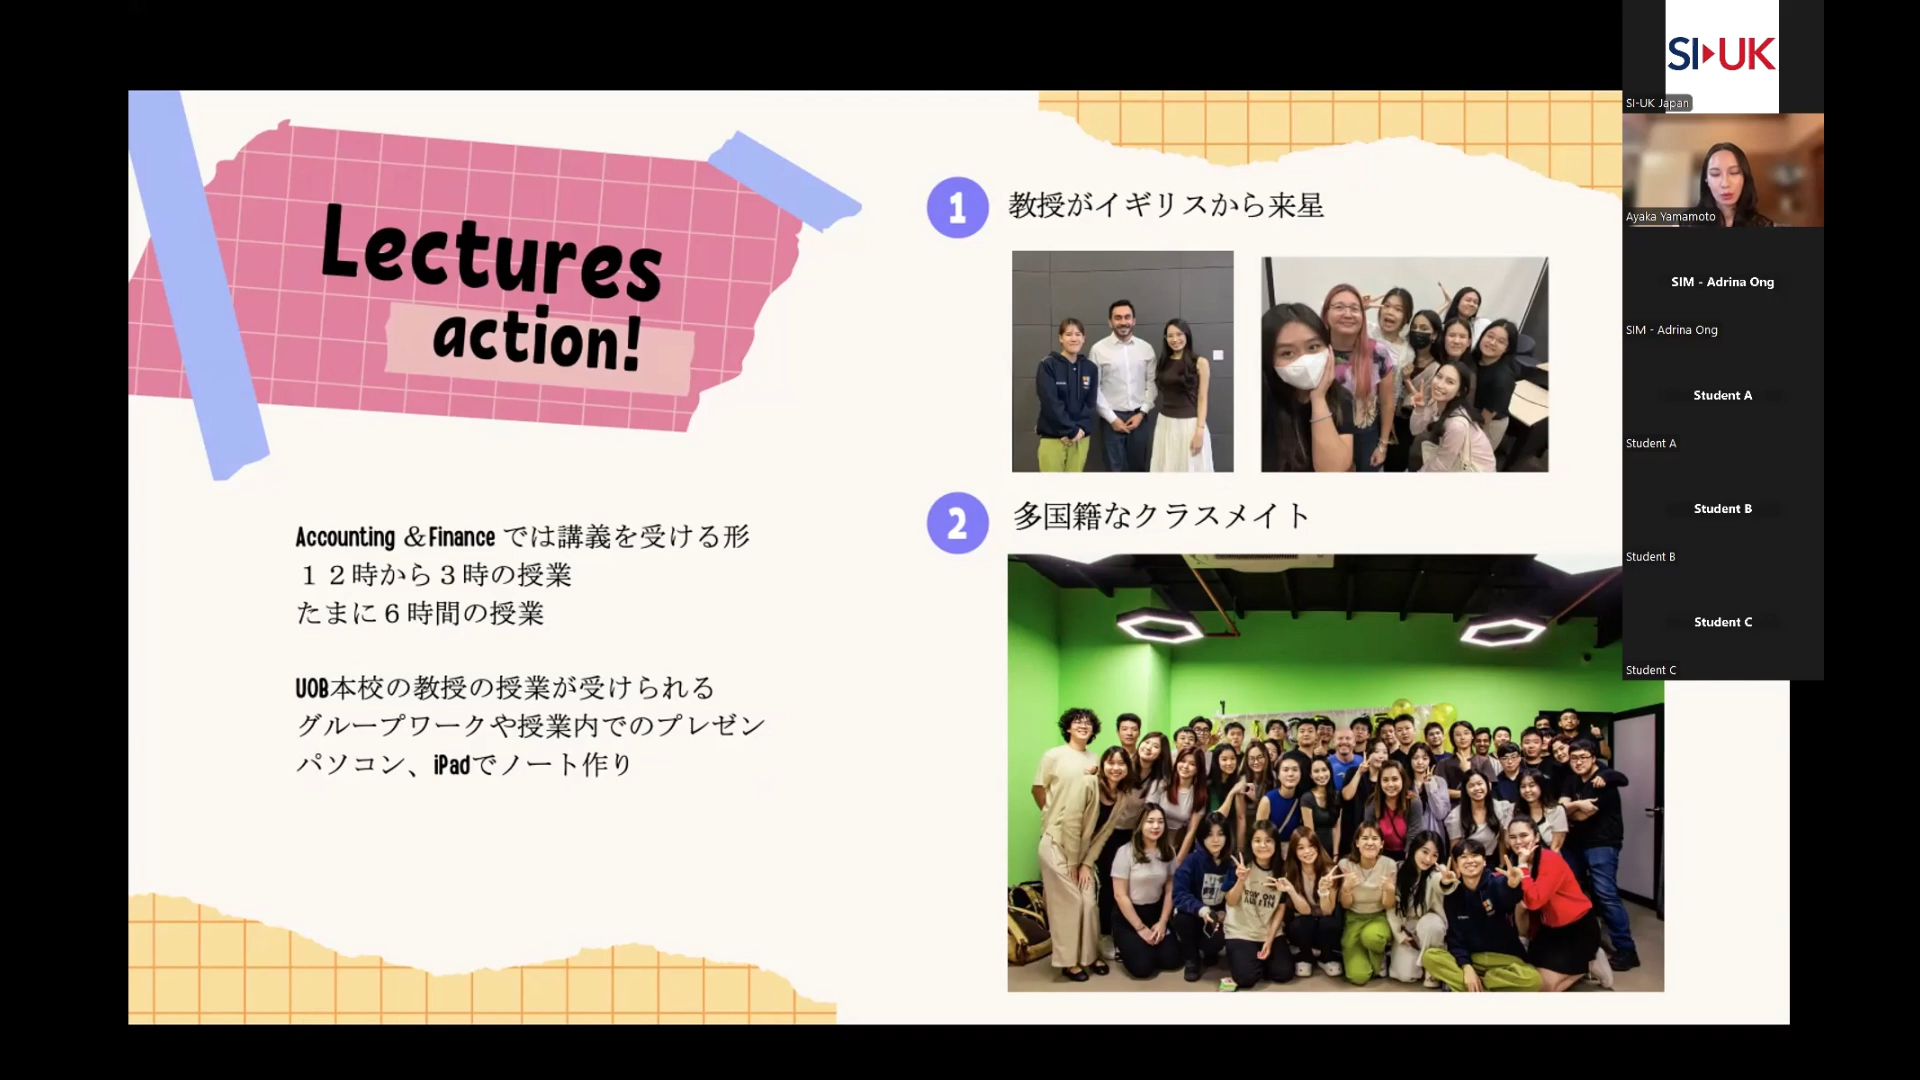 Lectures
action!
Accounting &Finance では講義を受ける形
１２時から３時の授業
たまに６時間の授業
UOB本校の教授の授業が受けられる
グループワークや授業内でのプレゼン
パソコン、iPadでノート作り
1 教授がイギリスから来星
2 多国籍なクラスメイト
SI UK
SI-UK Japan
Ayaka Yamamoto
SIM - Adrina Ong
SIM - Adrina Ong
Student A
Student A
Student B
Student B
Student C
Student C